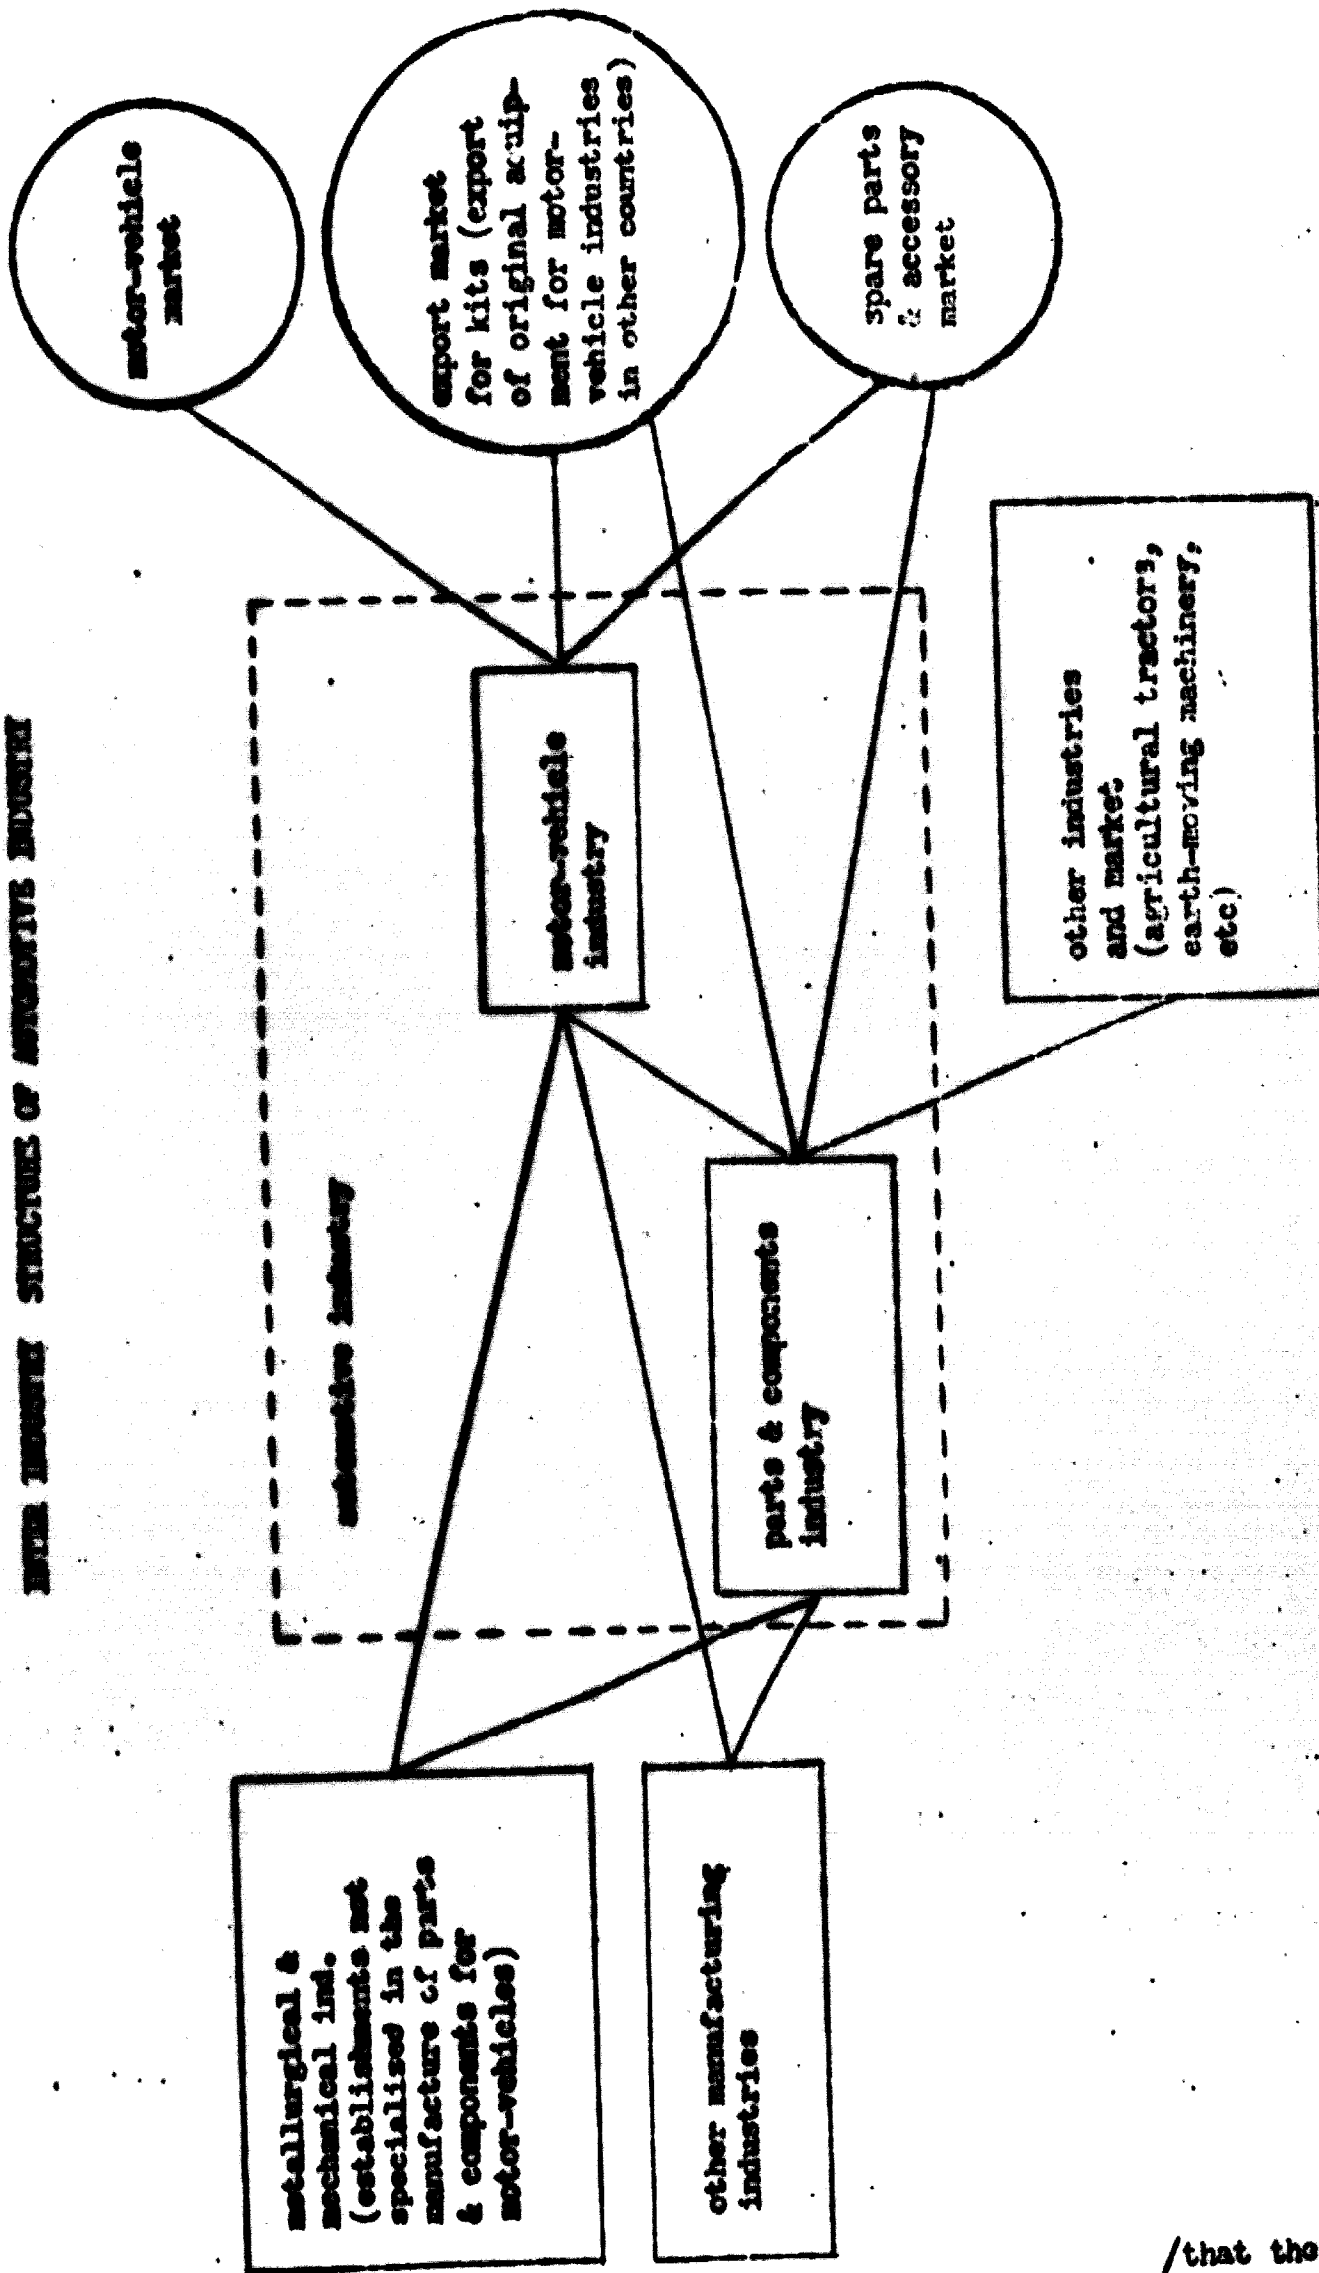 INTER INDUSTRY STRUCTURE OF AUTOMOTIVE INDUSTRY
metallurgical &
mechanical ind.
(establishments not
specialized in the
manufacture of parts
& components for
motor-vehicles)
other manufacturing
industries
automotive industry
parts & components
industry
motor-vehicle
industry
motor-vehicle
market
export market
for kits (export
of original equip-
ment for motor-
vehicle industries
in other countries)
spare parts
& accessory
market
other industries
and market
(agricultural tractors,
earth-moving machinery,
etc)
/that the